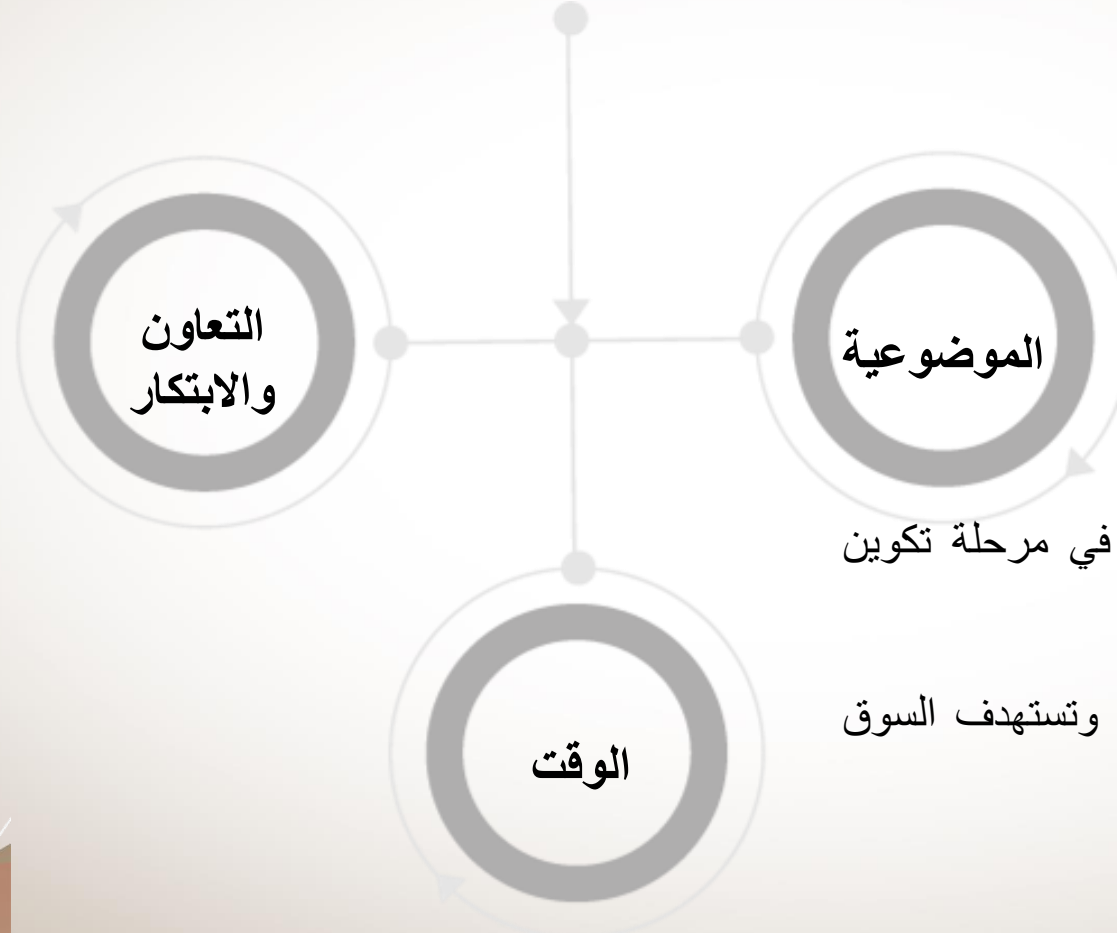 الموضوعية
التعاون
والابتكار
في مرحلة تكوين
وتستهدف السوق
الوقت